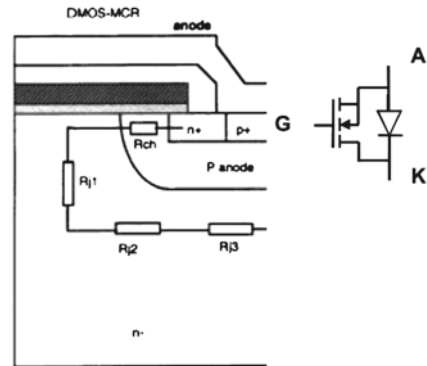 DMOS-MCR
anode
A
n+
p+
G
Rch
P anode
K
Rj1
Rj2
Rj3
n-